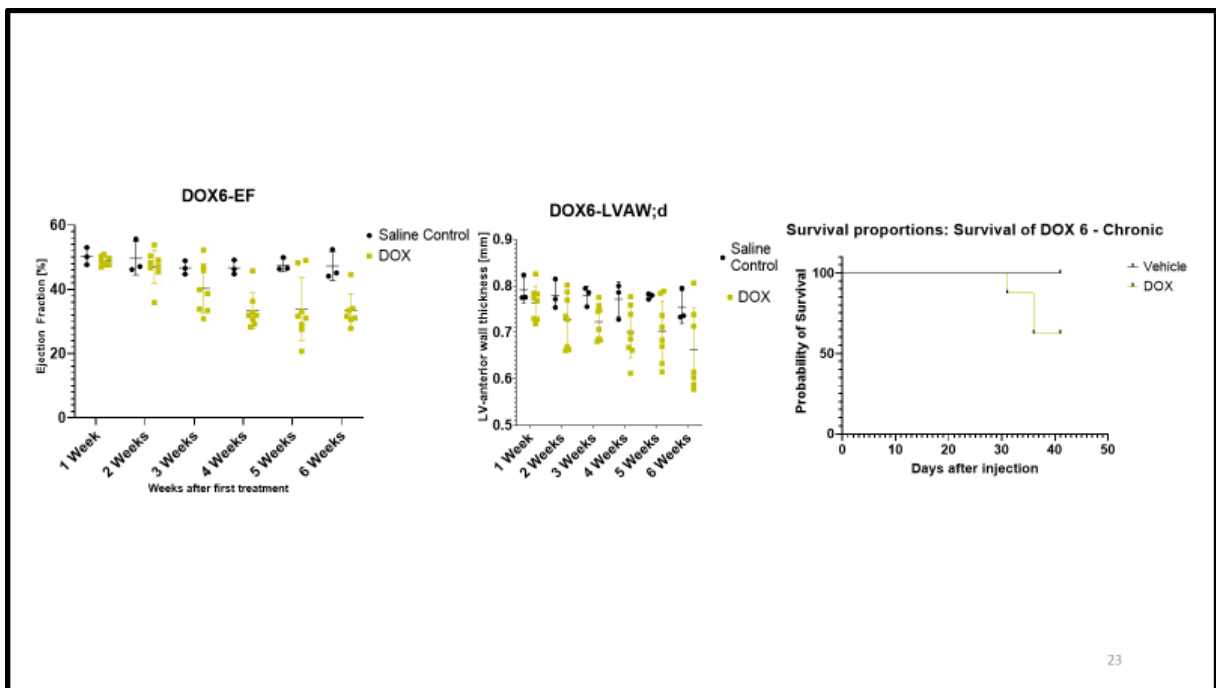 DOX6-EF
60
40
20
0
Ejection Fraction [%]
Saline Control
DOX
1 Week
2 Weeks
3 Weeks
4 Weeks
5 Weeks
6 Weeks
Weeks after first treatment
DOX6-LVAW;d
0.9
0.8
0.7
0.6
0.5
LV-anterior wall thickness [mm]
Saline
Control
DOX
1 Week
2 Weeks
3 Weeks
4 Weeks
5 Weeks
6 Weeks
Survival proportions: Survival of DOX 6 - Chronic
100
50
0
Probability of Survival
Vehicle
DOX
0
10
20
30
40
50
Days after injection
23